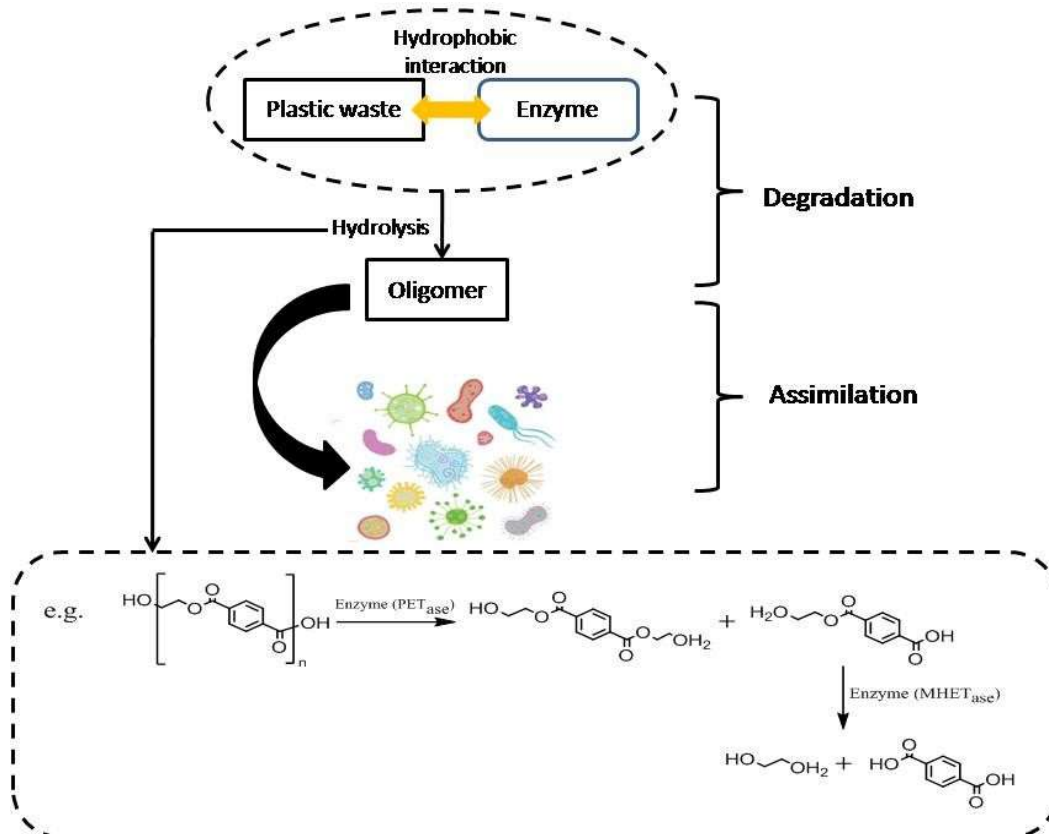 Hydrophobic
interaction
Plastic waste
Enzyme
Degradation
Hydrolysis
Oligomer
Assimilation
e.g.
HO
O
O
O
OH
n
Enzyme (PETase)
HO
O
O
O
O
OH2
+
H2O
O
O
OH
O
Enzyme (MHETase)
HO
OH2
+
HO
O
OH
O